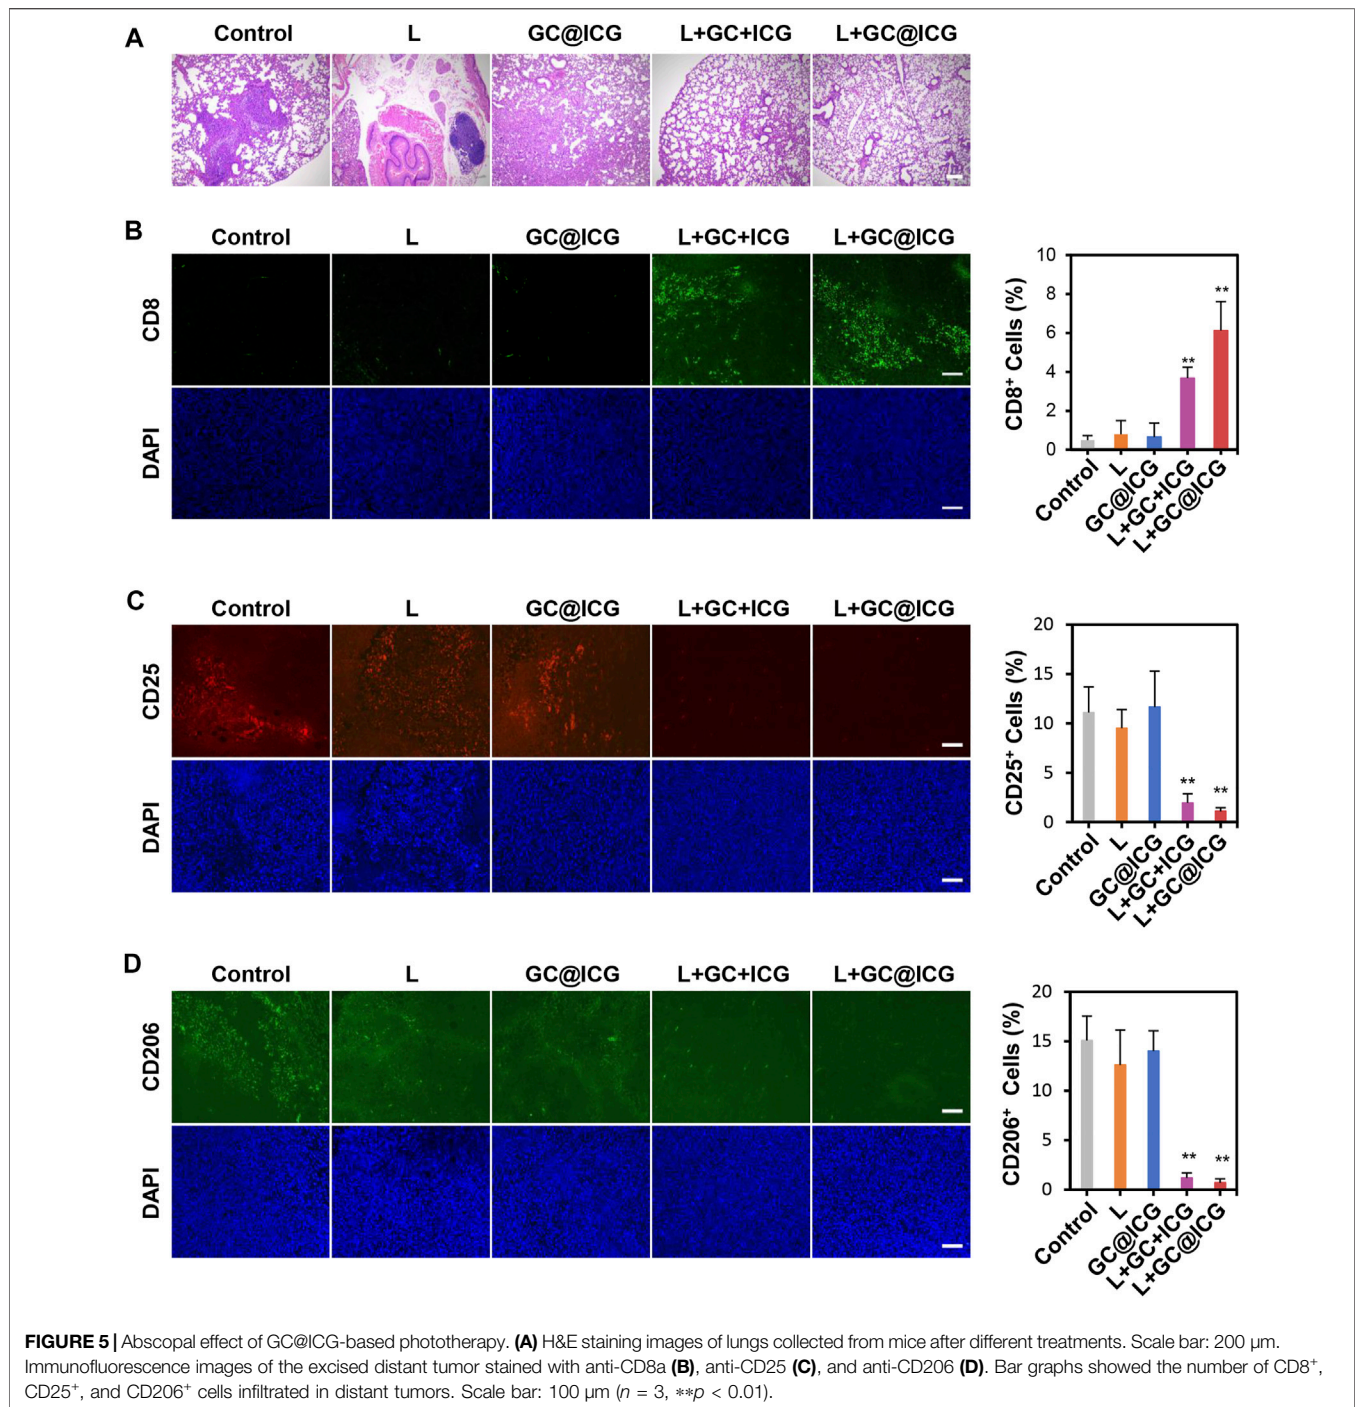 A
Control L GC@ICG L+GC+ICG L+GC@ICG
B
Control L GC@ICG L+GC+ICG L+GC@ICG
CD8
DAPI
CD8⁺ Cells (%)
10
8
6
4
2
0
** **
Control L GC@ICG L+GC+ICG L+GC@ICG
C
Control L GC@ICG L+GC+ICG L+GC@ICG
CD25
DAPI
CD25⁺ Cells (%)
20
15
10
5
0
** **
Control L GC@ICG L+GC+ICG L+GC@ICG
D
Control L GC@ICG L+GC+ICG L+GC@ICG
CD206
DAPI
CD206⁺ Cells (%)
20
15
10
5
0
** **
Control L GC@ICG L+GC+ICG L+GC@ICG
FIGURE 5 | Abscopal effect of GC@ICG-based phototherapy. (A) H&E staining images of lungs collected from mice after different treatments. Scale bar: 200 μm.
Immunofluorescence images of the excised distant tumor stained with anti-CD8a (B), anti-CD25 (C), and anti-CD206 (D). Bar graphs showed the number of CD8⁺,
CD25⁺, and CD206⁺ cells infiltrated in distant tumors. Scale bar: 100 μm (n = 3, **p < 0.01).